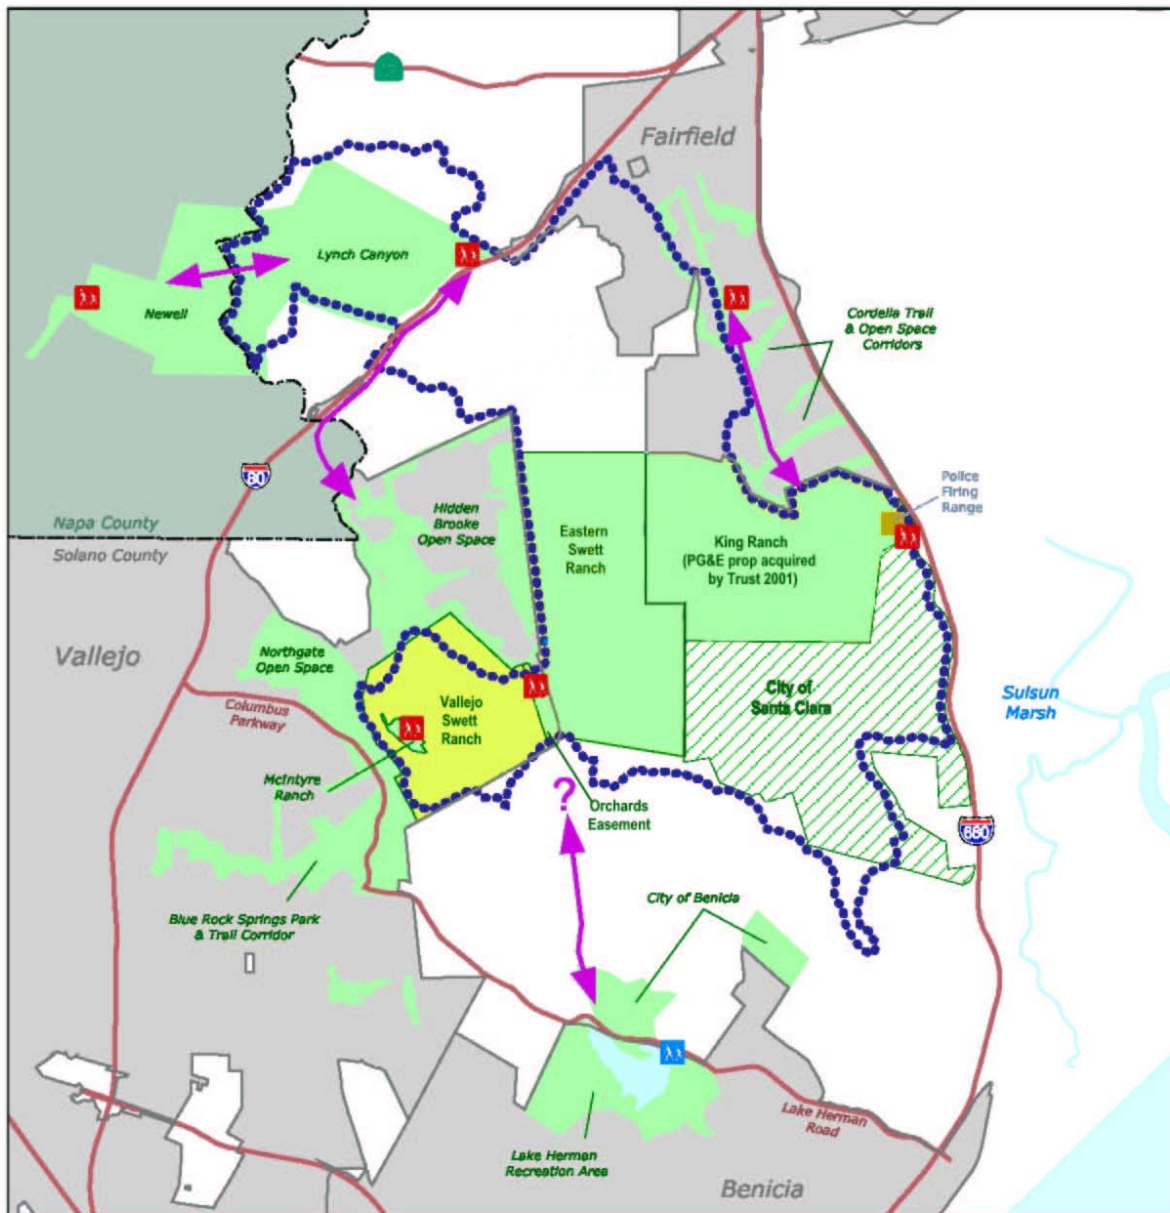 Fairfield
Lynch Canyon
Newell
Cordelia Trail
& Open Space
Corridors
80
Police
Firing
Range
Hidden
Brooke
Open Space
Eastern
Swett
Ranch
King Ranch
(PG&E prop acquired
by Trust 2001)
Napa County
Solano County
Vallejo
Northgate
Open Space
City of
Santa Clara
Suisun
Marsh
Columbus
Parkway
Vallejo
Swett
Ranch
McIntyre
Ranch
?
Orchards
Easement
680
City of Benicia
Blue Rock Springs Park
& Trail Corridor
Lake Herman
Road
Lake Herman
Recreation Area
Benicia